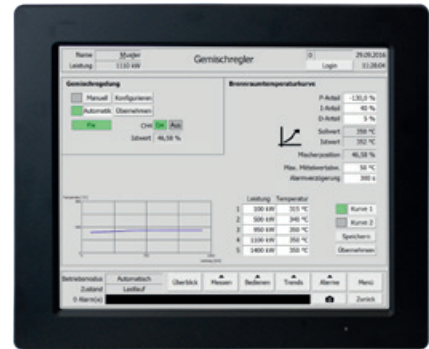 Name Mugler
Leistung 1110 kW
Gemischregler
0
Login
29.09.2016
11:28:04
Gemischregelung
Manuell Konfigurieren
Automatik Übernehmen
Fix CH4 On Aus
Istwert 46,58 %
Brennraumtemperaturkurve
P-Anteil -130,0 %
I-Anteil 40 %
D-Anteil 5 %
Sollwert 350 °C
Istwert 352 °C
Mischerposition 46,58 %
Max. Mittelwertabw. 50 °C
Alarmverzögerung 300 s
Leistung Temperatur
1 100 kW 315 °C
2 500 kW 340 °C
3 950 kW 350 °C
4 1100 kW 350 °C
5 1400 kW 350 °C
Kurve 1
Kurve 2
Speichern
Übernehmen
Betriebsmodus Automatisch
Zustand Lastlauf
0 Alarm(e)
Überblick
Messen
Bedienen
Trends
Alarme
Menü
Zurück